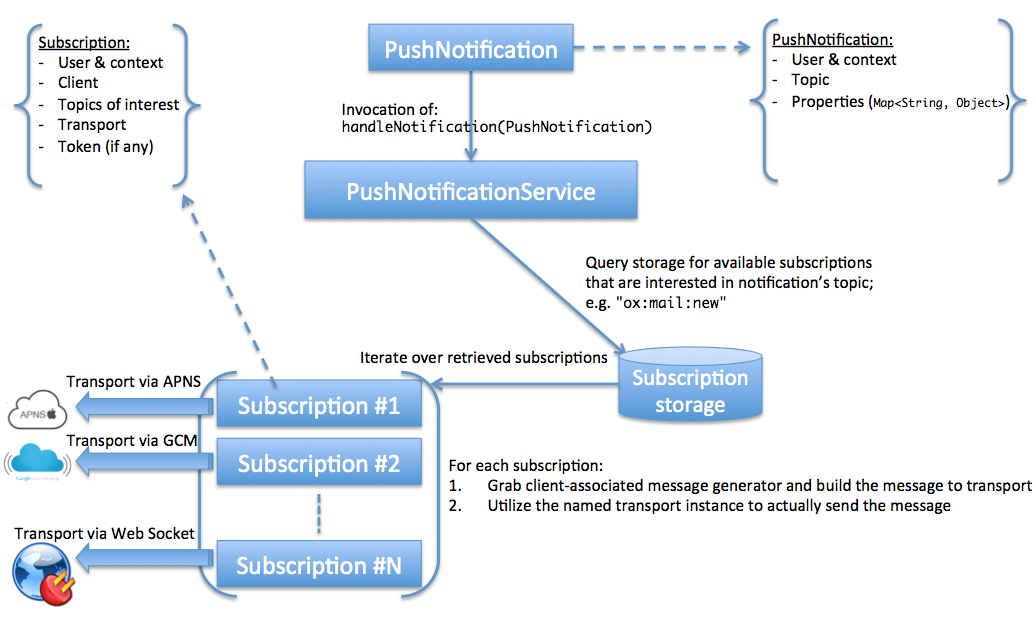 Subscription:
- User & context
- Client
- Topics of interest
- Transport
- Token (if any)
PushNotification
PushNotification:
- User & context
- Topic
- Properties (Map<String, Object>)
Invocation of:
handleNotification(PushNotification)
PushNotificationService
Query storage for available subscriptions
that are interested in notification’s topic;
e.g. "ox:mail:new"
Iterate over retrieved subscriptions
Subscription
storage
Transport via APNS
APNS
Subscription #1
Transport via GCM
Subscription #2
For each subscription:
1. Grab client-associated message generator and build the message to transport
2. Utilize the named transport instance to actually send the message
Transport via Web Socket
Subscription #N